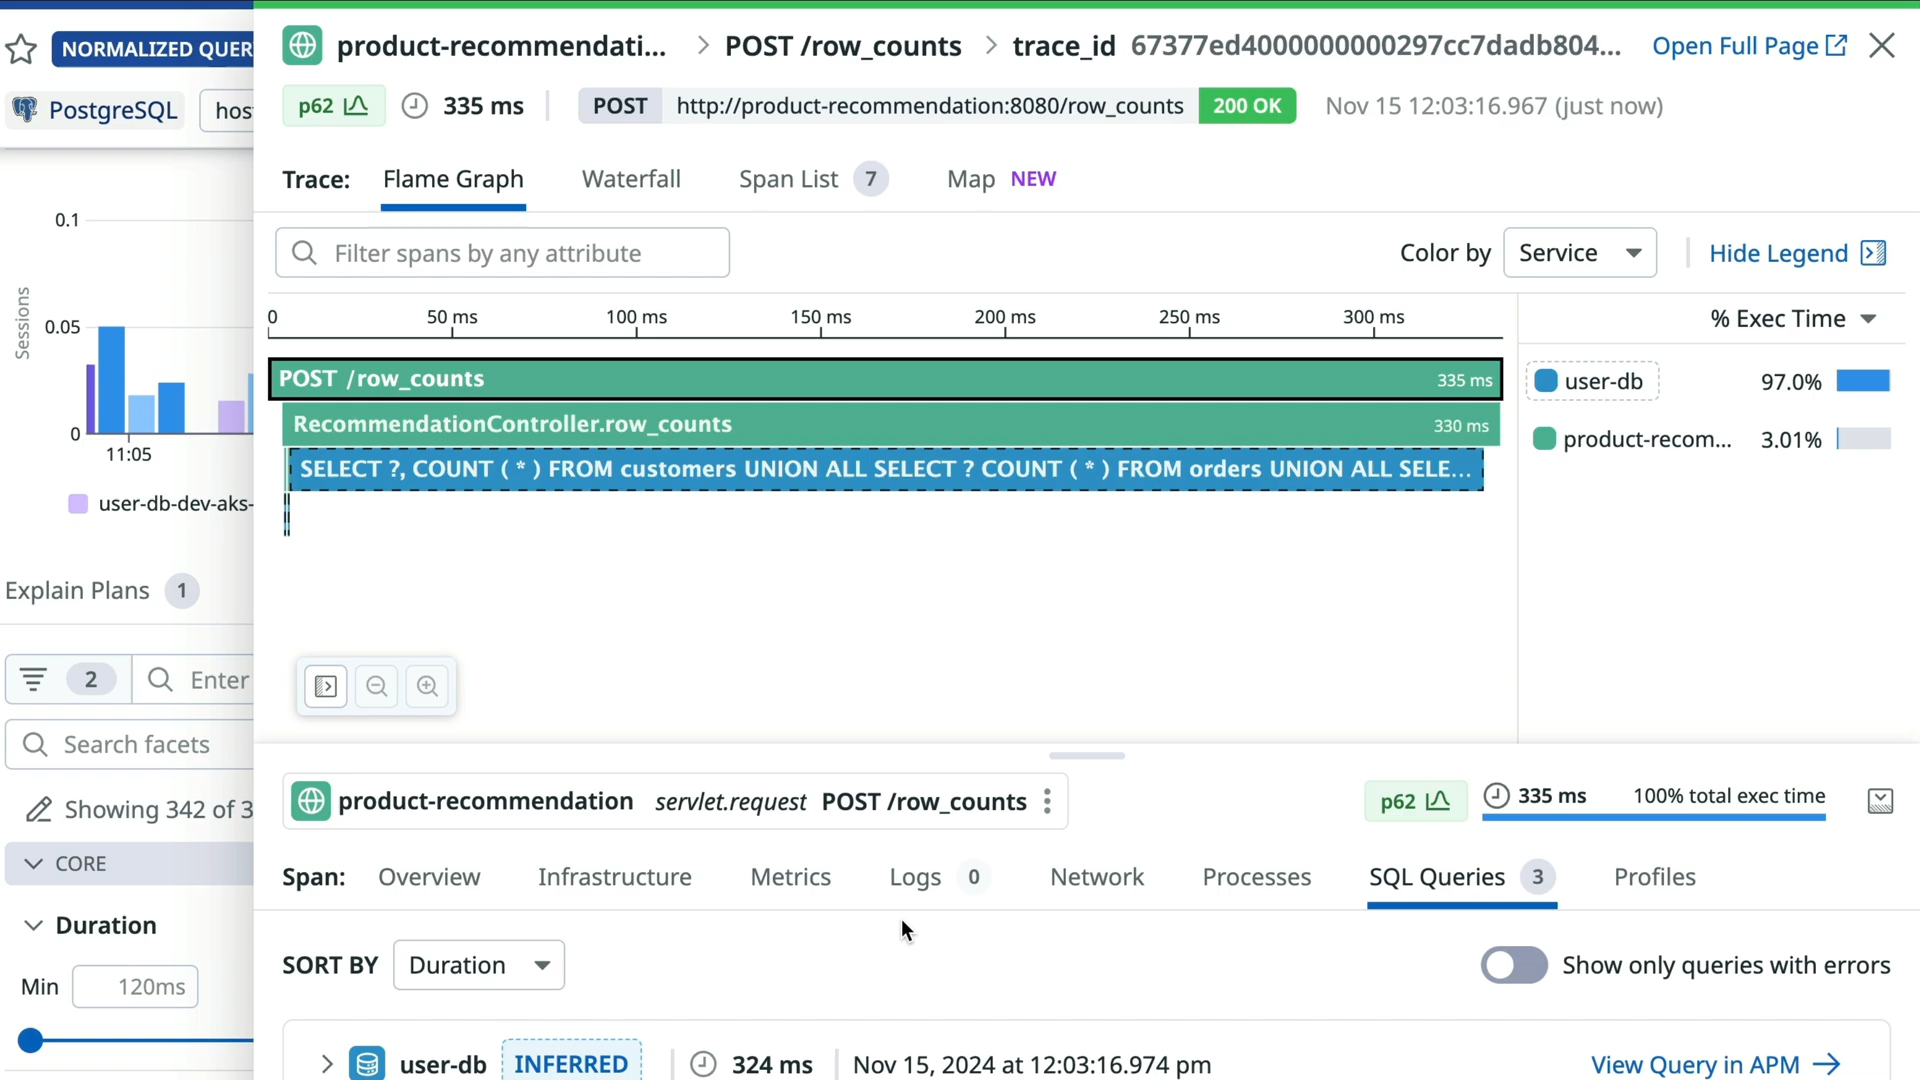 NORMALIZED QUER
PostgreSQL
hos
Sessions
0.1
0.05
0
11:05
user-db-dev-aks-
Explain Plans 1
2 Enter
Search facets
Showing 342 of 3
CORE
Duration
Min 120ms
product-recommendati... > POST /row_counts > trace_id 67377ed4000000000297cc7dadb804... Open Full Page
p62 335 ms POST http://product-recommendation:8080/row_counts 200 OK Nov 15 12:03:16.967 (just now)
Trace: Flame Graph Waterfall Span List 7 Map NEW
Filter spans by any attribute Color by Service Hide Legend
0 50 ms 100 ms 150 ms 200 ms 250 ms 300 ms
% Exec Time
POST /row_counts 335 ms
user-db 97.0%
RecommendationController.row_counts 330 ms
product-recom... 3.01%
SELECT ?, COUNT ( * ) FROM customers UNION ALL SELECT ? COUNT ( * ) FROM orders UNION ALL SELE...
product-recommendation servlet.request POST /row_counts p62 335 ms 100% total exec time
Span: Overview Infrastructure Metrics Logs 0 Network Processes SQL Queries 3 Profiles
SORT BY Duration Show only queries with errors
user-db INFERRED 324 ms Nov 15, 2024 at 12:03:16.974 pm View Query in APM